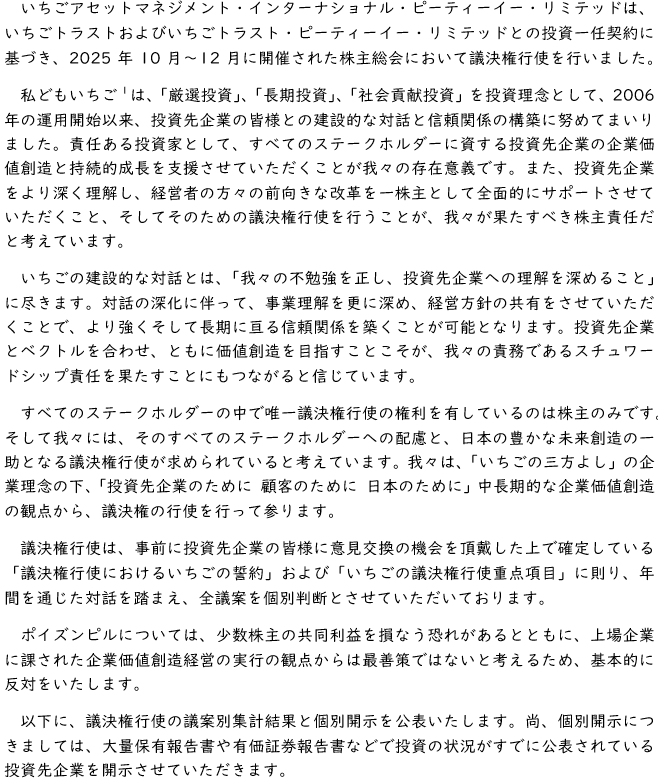 いちごアセットマネジメント・インターナショナル・ピーティーイー・リミテッドは、
いちごトラストおよびいちごトラスト・ピーティーイー・リミテッドとの投資一任契約に
基づき、2025 年 10 月～12 月に開催された株主総会において議決権行使を行いました。
私どもいちご1は、「厳選投資」、「長期投資」、「社会貢献投資」を投資理念として、2006
年の運用開始以来、投資先企業の皆様との建設的な対話と信頼関係の構築に努めてまいり
ました。責任ある投資家として、すべてのステークホルダーに資する投資先企業の企業価
値創造と持続的成長を支援させていただくことが我々の存在意義です。また、投資先企業
をより深く理解し、経営者の方々の前向きな改革を一株主として全面的にサポートさせて
いただくこと、そしてそのための議決権行使を行うことが、我々が果たすべき株主責任だ
と考えています。
いちごの建設的な対話とは、「我々の不勉強を正し、投資先企業への理解を深めること」
に尽きます。対話の深化に伴って、事業理解を更に深め、経営方針の共有をさせていただ
くことで、より強くそして長期に亘る信頼関係を築くことが可能となります。投資先企業
とベクトルを合わせ、ともに価値創造を目指すことこそが、我々の責務であるスチュワー
ドシップ責任を果たすことにもつながると信じています。
すべてのステークホルダーの中で唯一議決権行使の権利を有しているのは株主のみです。
そして我々には、そのすべてのステークホルダーへの配慮と、日本の豊かな未来創造の一
助となる議決権行使が求められていると考えています。我々は、「いちごの三方よし」の企
業理念の下、「投資先企業のために 顧客のために 日本のために」中長期的な企業価値創造
の観点から、議決権の行使を行って参ります。
議決権行使は、事前に投資先企業の皆様に意見交換の機会を頂戴した上で確定している
「議決権行使におけるいちごの誓約」および「いちごの議決権行使重点項目」に則り、年
間を通じた対話を踏まえ、全議案を個別判断とさせていただいております。
ポイズンピルについては、少数株主の共同利益を損なう恐れがあるとともに、上場企業
に課された企業価値創造経営の実行の観点からは最善策ではないと考えるため、基本的に
反対をいたします。
以下に、議決権行使の議案別集計結果と個別開示を公表いたします。尚、個別開示につ
きましては、大量保有報告書や有価証券報告書などで投資の状況がすでに公表されている
投資先企業を開示させていただきます。